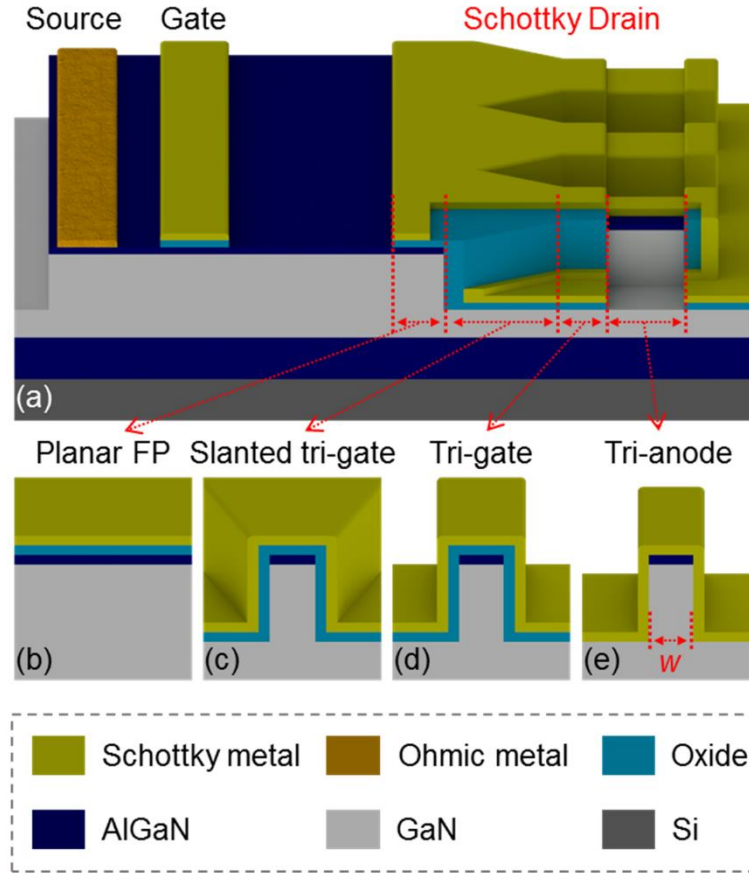 Source Gate Schottky Drain
(a)
Planar FP Slanted tri-gate Tri-gate Tri-anode
(b) (c) (d) (e) w
Schottky metal Ohmic metal Oxide
AlGaN GaN Si